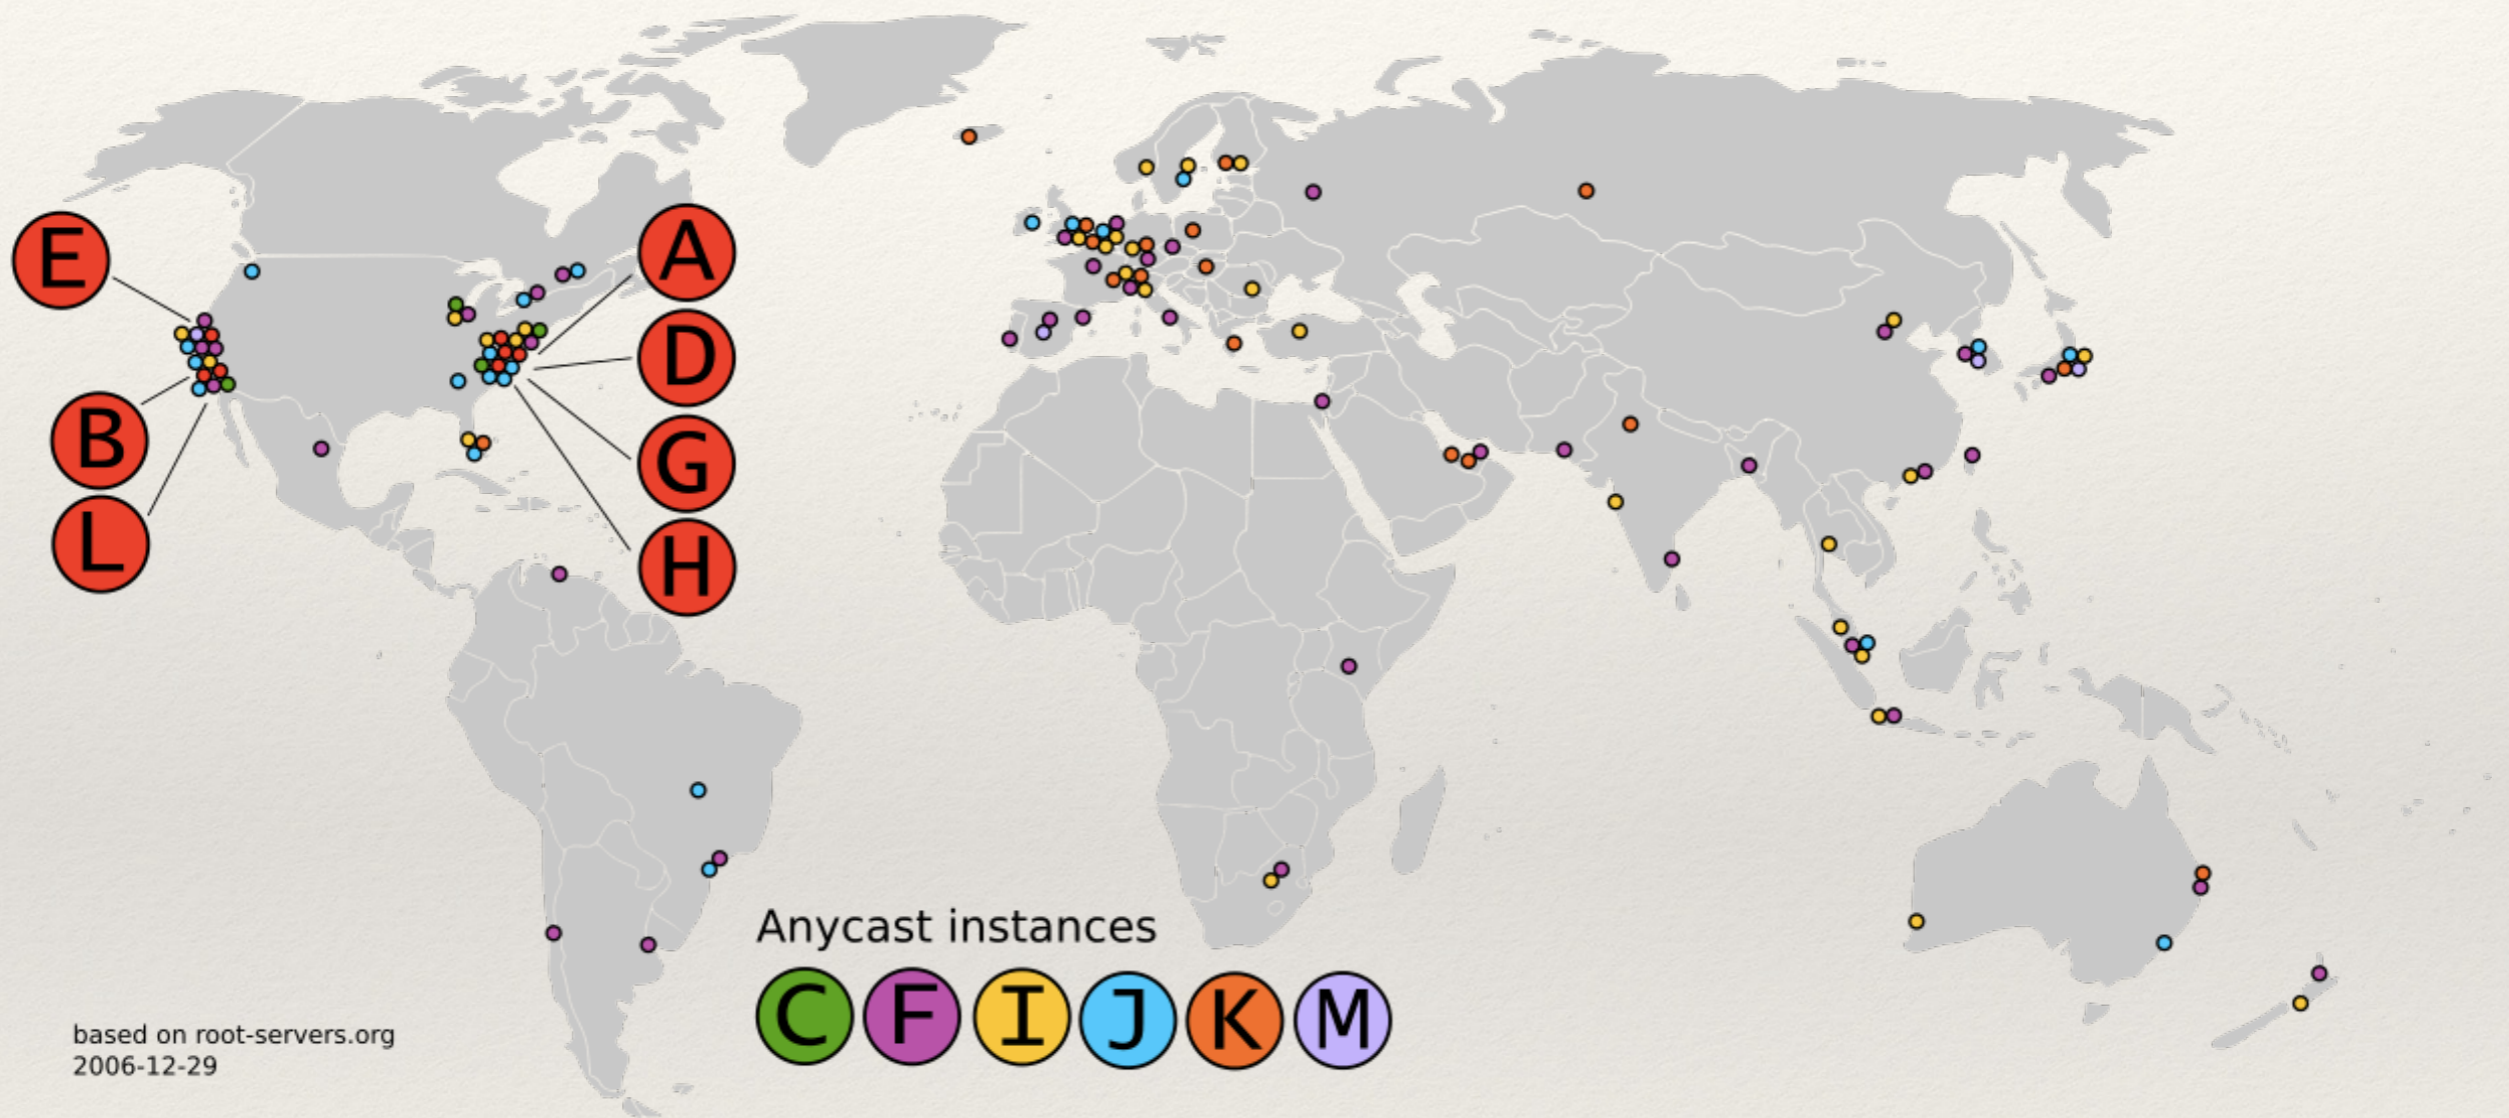 E
B
L
A
D
G
H
Anycast instances
C F I J K M
based on root-servers.org
2006-12-29